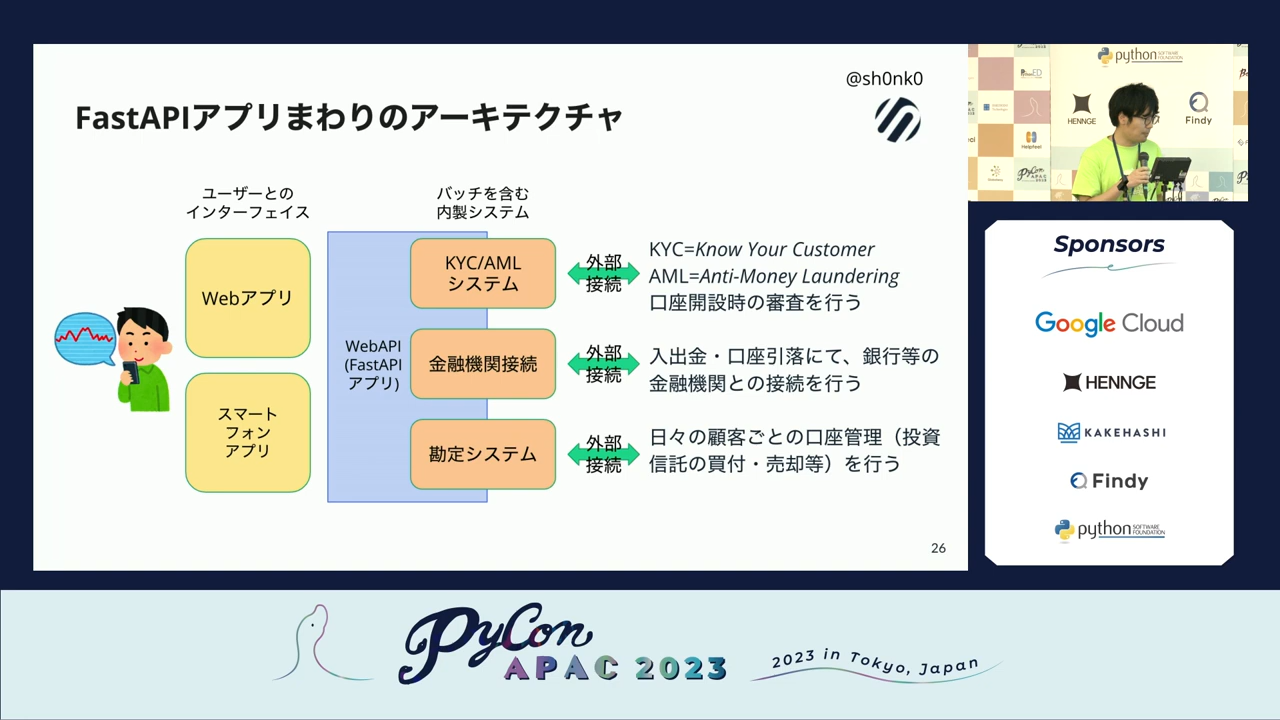 @sh0nk0
FastAPIアプリまわりのアーキテクチャ
ユーザーとの
インターフェイス
バッチを含む
内製システム
Webアプリ
スマート
フォン
アプリ
WebAPI
(FastAPI
アプリ)
KYC/AML
システム
外部
接続
KYC=Know Your Customer
AML=Anti-Money Laundering
口座開設時の審査を行う
金融機関接続
外部
接続
入出金・口座引落にて、銀行等の
金融機関との接続を行う
勘定システム
外部
接続
日々の顧客ごとの口座管理（投資
信託の買付・売却等）を行う
26
python SOFTWARE FOUNDATION
HENNGE
Findy
Helpfeel
PyCon
APAC
2023
Sponsors
Google Cloud
HENNGE
KAKEHASHI
Findy
python SOFTWARE FOUNDATION
PyCon
APAC 2023
2023 in Tokyo, Japan